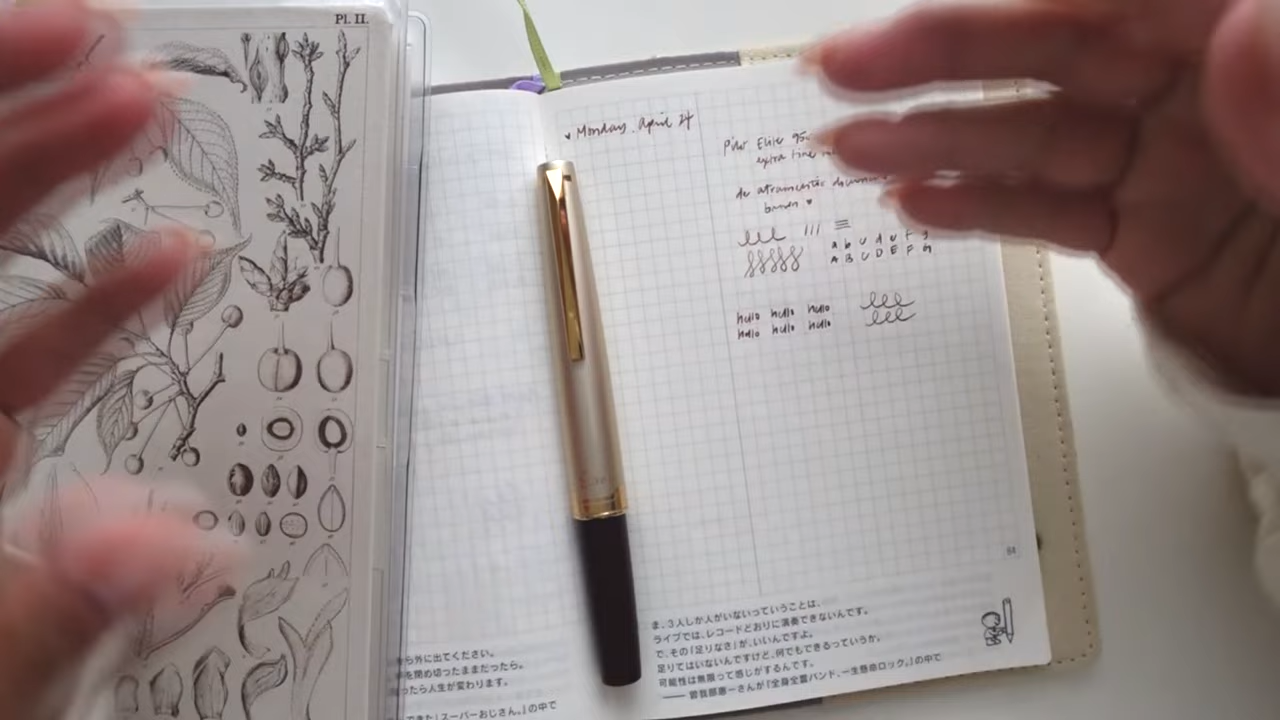 Pl. II.
Monday. April 24
Pilot Elite 95
extra fine
de atramentis document
brown
a b c d e f g
A B C D E F G
hello hello hello
hello hello hello
84
ら外に出てください。
を閉め切ったままだったら、
ったら人生が変わります。
できた「スーパーおじさん。」の中で
ま、3人しか人がいないっていうことは、
ライブでは、レコードどおりに演奏できないんです。
で、その「足りなさ」が、いいんですよ。
足りてはいないんですけど、何でもできるっていうか、
可能性は無限って感じがするんです。
―― 曽我部恵一さんが『全身全霊バンド、一生懸命ロック。』の中で